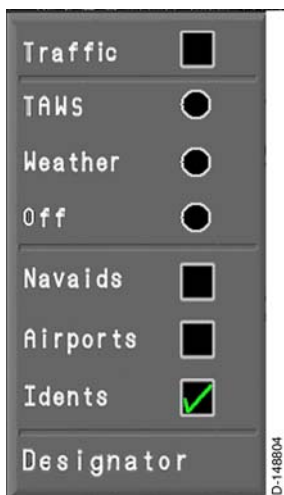 Traffic
TAWS
Weather
Off
Navaids
Airports
Idents
Designator
D-148804